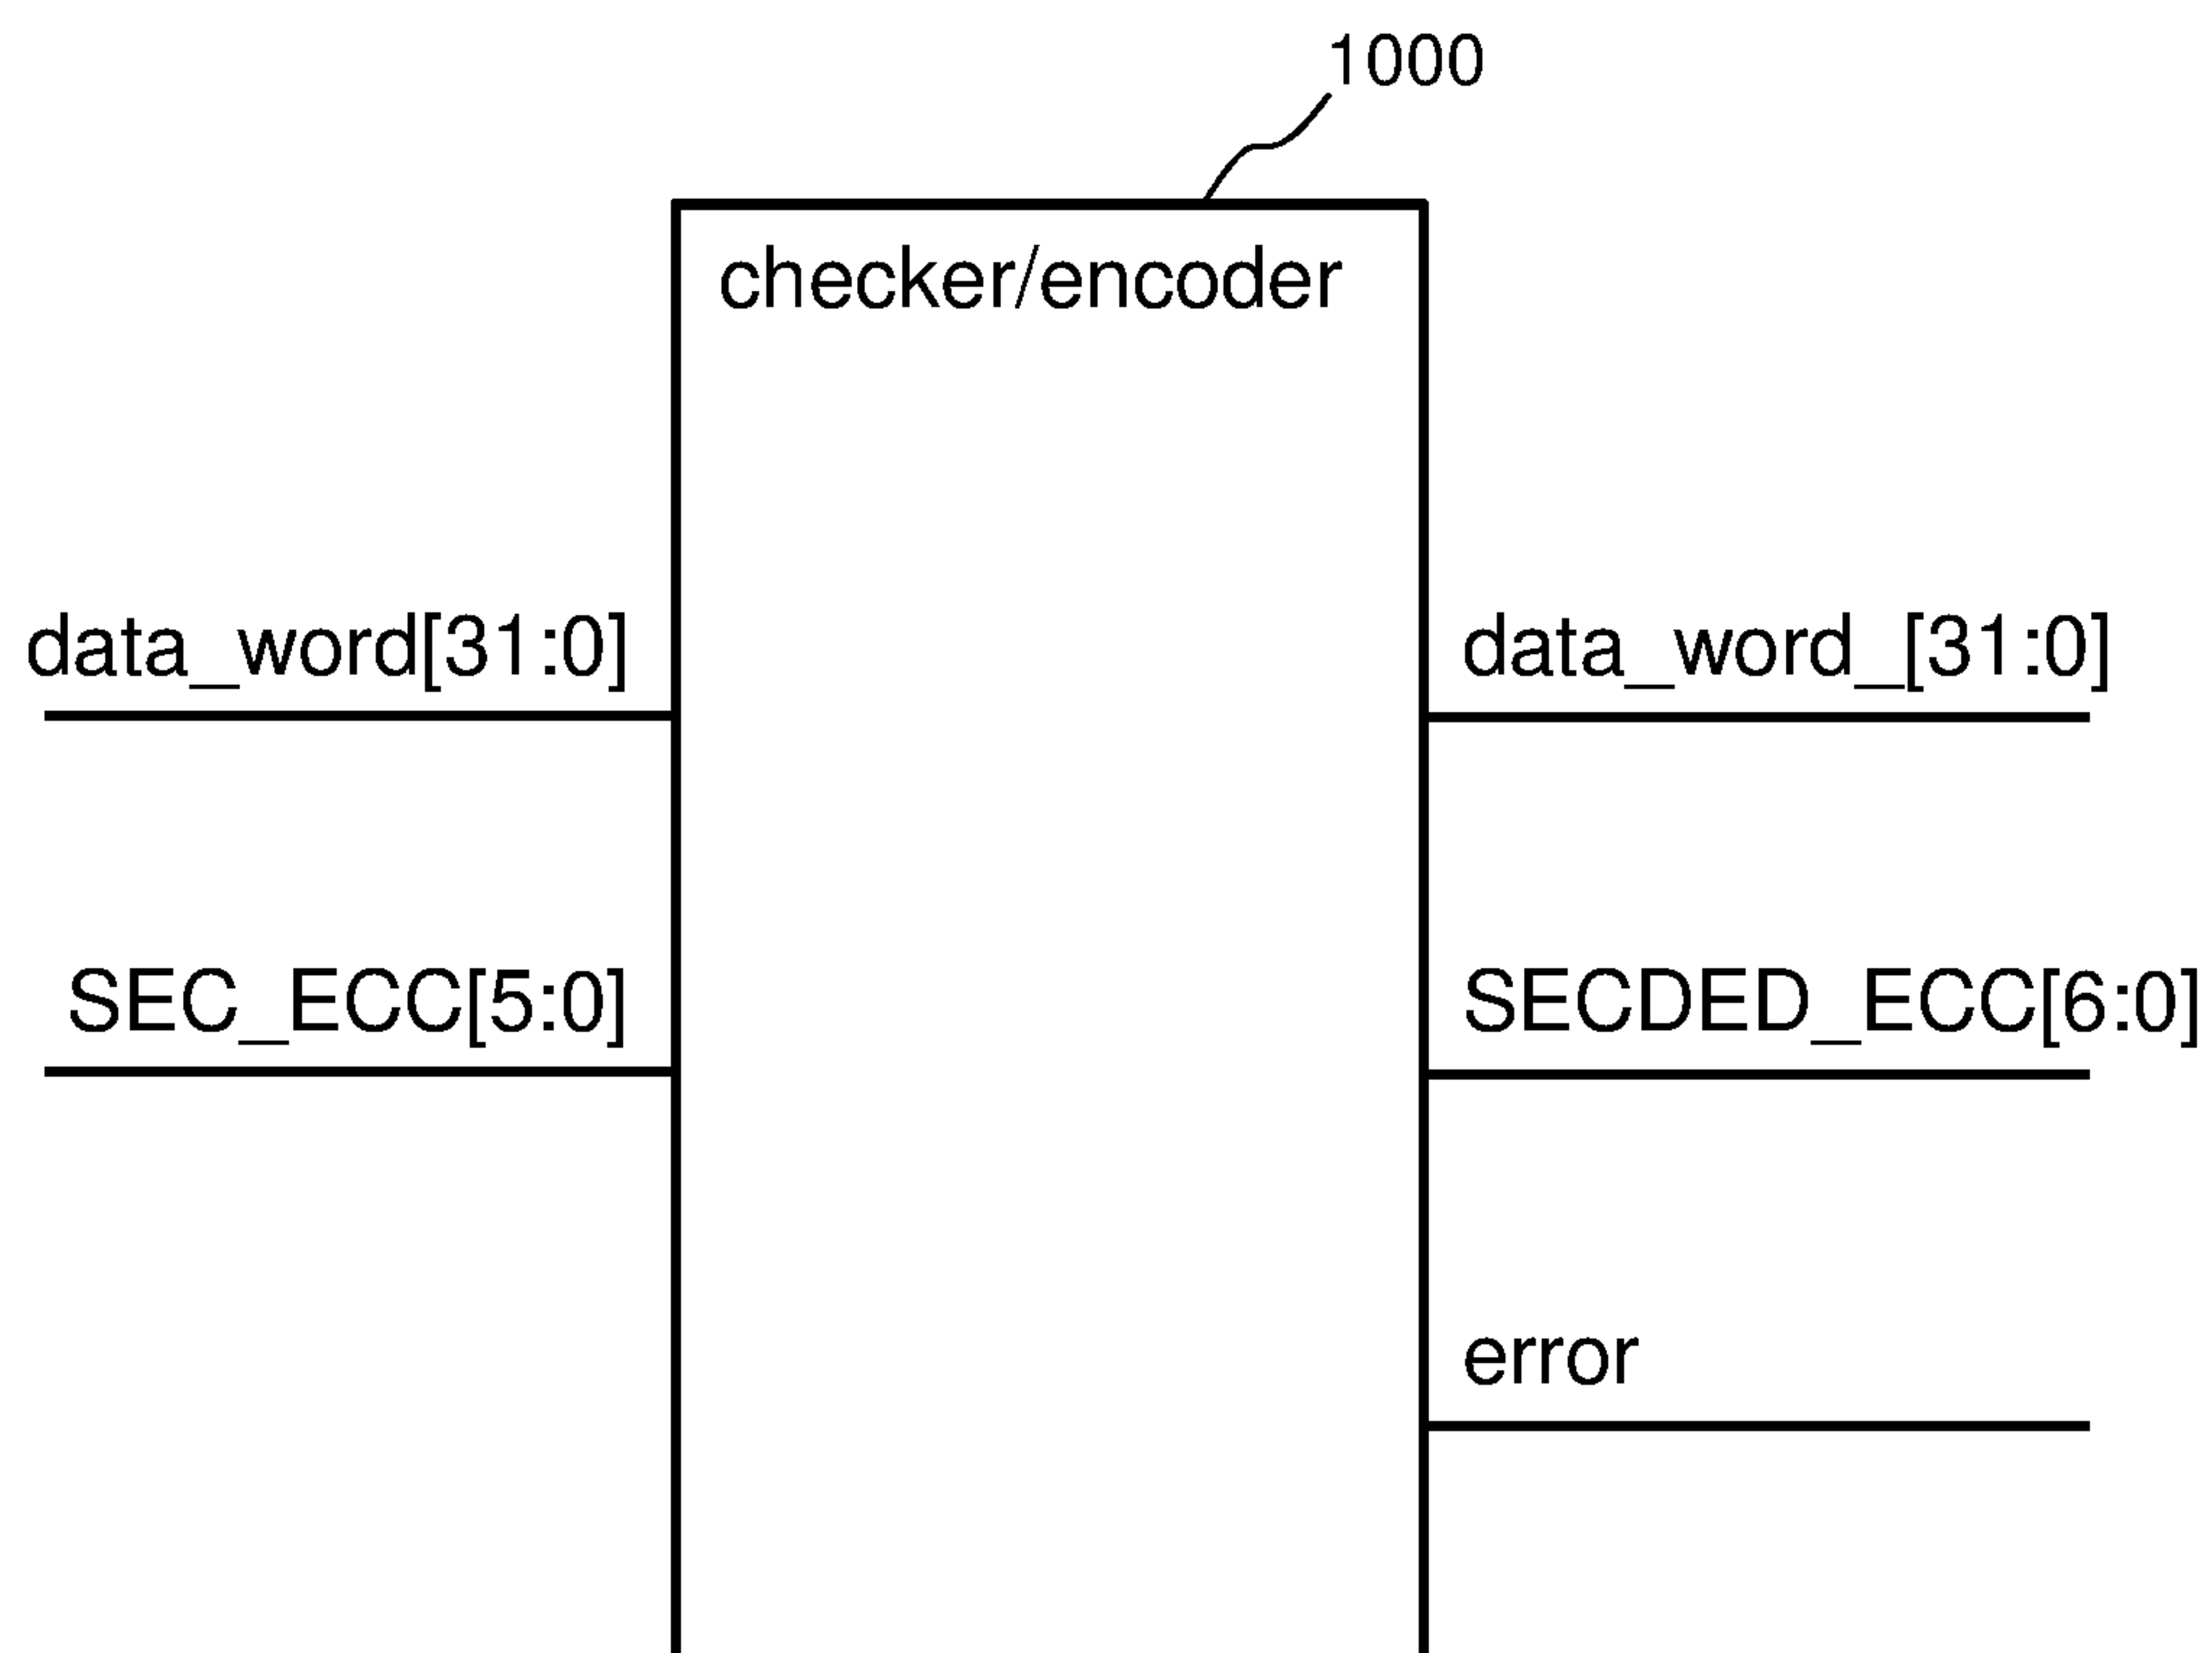 1000
checker/encoder
data_word[31:0]
data_word_[31:0]
SEC_ECC[5:0]
SECDED_ECC[6:0]
error